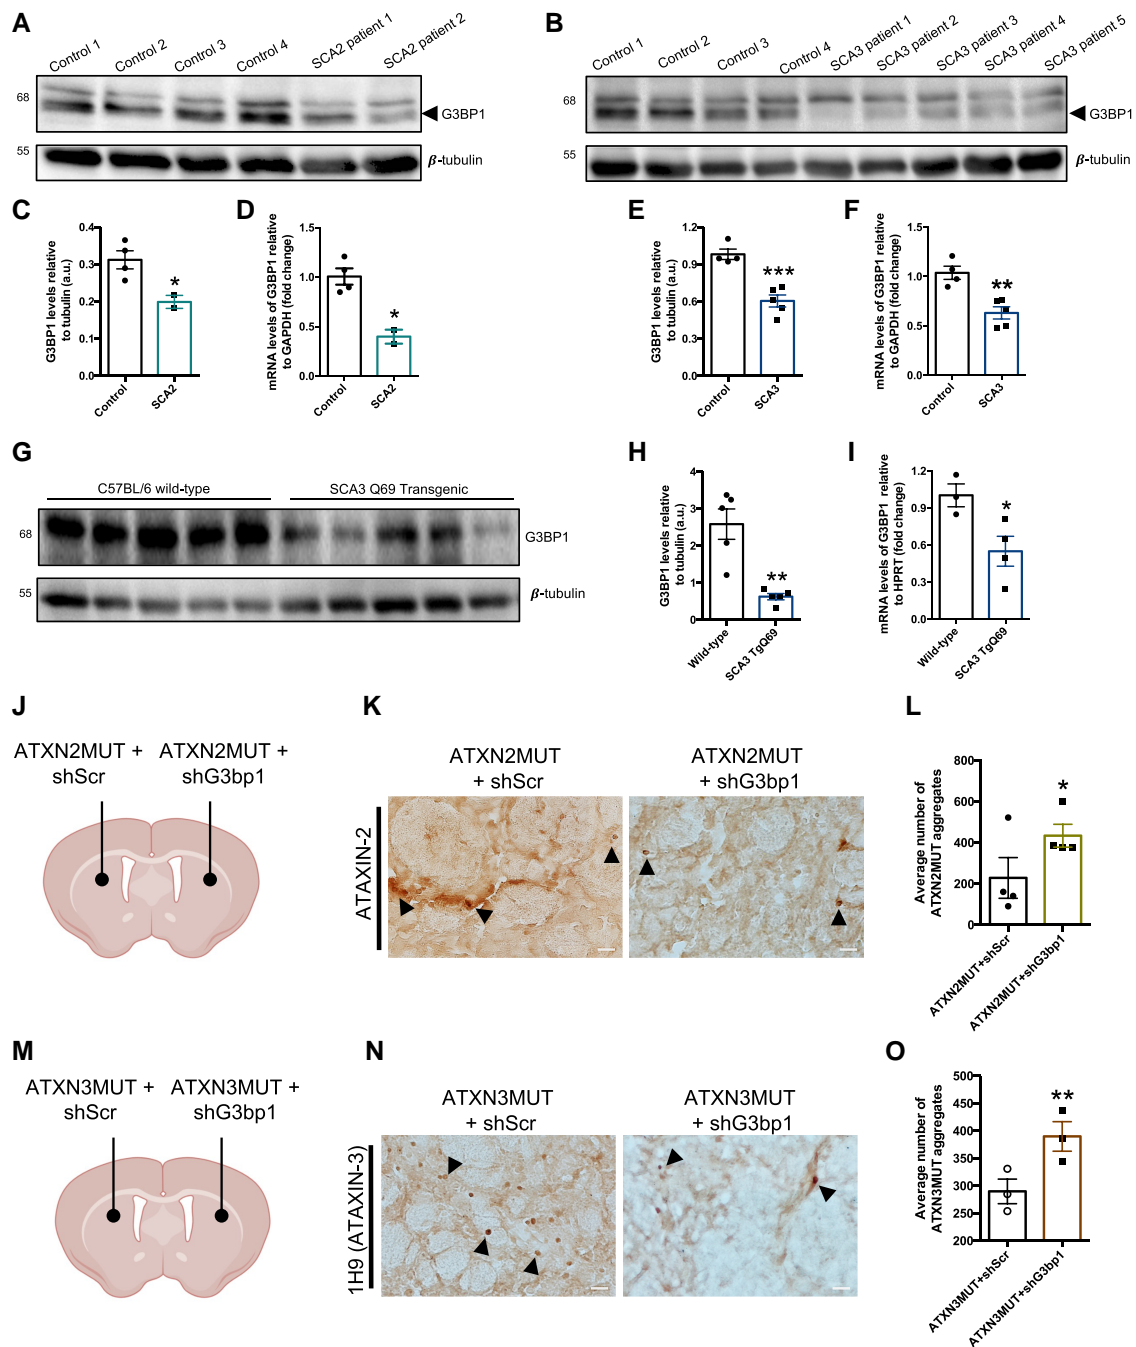 A
Control 1
Control 2
Control 3
Control 4
SCA2 patient 1
SCA2 patient 2
68
G3BP1
55
β-tubulin
B
Control 1
Control 2
Control 3
Control 4
SCA3 patient 1
SCA3 patient 2
SCA3 patient 3
SCA3 patient 4
SCA3 patient 5
68
G3BP1
55
β-tubulin
C
G3BP1 levels relative
to tubulin (a.u.)
0.4
0.3
0.2
0.1
0.0
*
Control
SCA2
D
mRNA levels of G3BP1 relative
to GAPDH (fold change)
1.5
1.0
0.5
0.0
*
Control
SCA2
E
G3BP1 levels relative
to tubulin (a.u.)
1.2
0.9
0.6
0.3
0.0
***
Control
SCA3
F
mRNA levels of G3BP1 relative
to GAPDH (fold change)
1.5
1.0
0.5
0.0
**
Control
SCA3
G
C57BL/6 wild-type
SCA3 Q69 Transgenic
68
G3BP1
55
β-tubulin
H
G3BP1 levels relative
to tubulin (a.u.)
4
3
2
1
0
**
Wild-type
SCA3 TgQ69
I
mRNA levels of G3BP1 relative
to HPRT (fold change)
1.2
0.9
0.6
0.3
0.0
*
Wild-type
SCA3 TgQ69
J
ATXN2MUT +
shScr
ATXN2MUT +
shG3bp1
K
ATXN2MUT
+ shScr
ATXN2MUT
+ shG3bp1
ATAXIN-2
L
Average number of
ATXN2MUT aggregates
800
600
400
200
0
*
ATXN2MUT+shScr
ATXN2MUT+shG3bp1
M
ATXN3MUT +
shScr
ATXN3MUT +
shG3bp1
N
ATXN3MUT
+ shScr
ATXN3MUT
+ shG3bp1
1H9 (ATAXIN-3)
O
Average number of
ATXN3MUT aggregates
500
450
400
350
300
250
200
**
ATXN3MUT+shScr
ATXN3MUT+shG3bp1